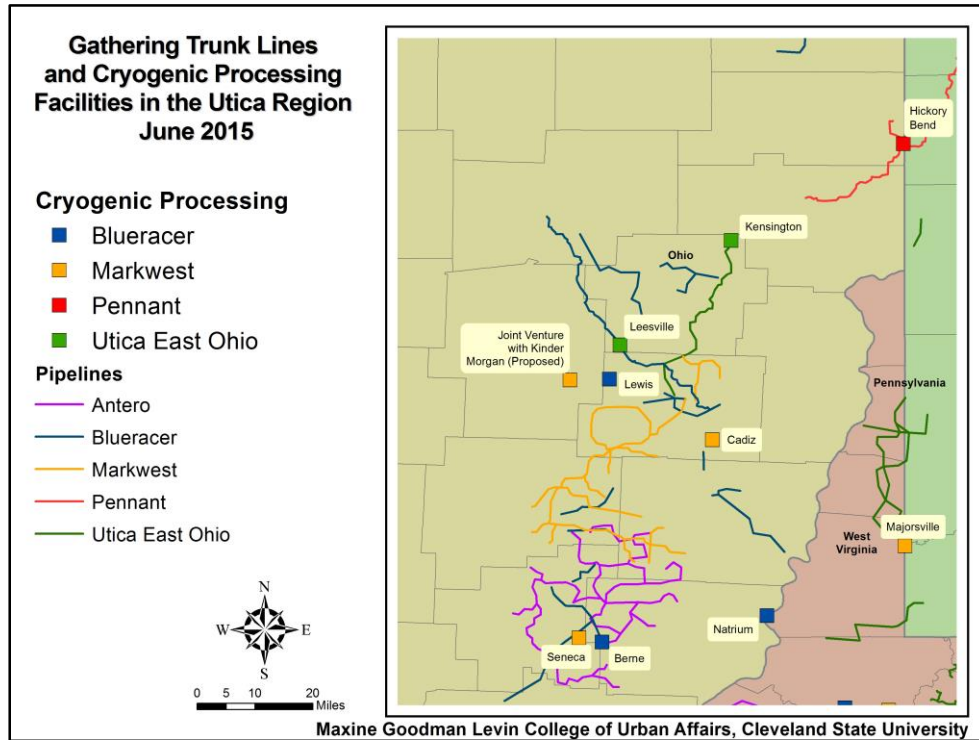 Gathering Trunk Lines
and Cryogenic Processing
Facilities in the Utica Region
June 2015
Cryogenic Processing
Blueracer
Markwest
Pennant
Utica East Ohio
Pipelines
Antero
Blueracer
Markwest
Pennant
Utica East Ohio
N
W
E
S
0 5 10 20
Miles
Hickory
Bend
Kensington
Ohio
Leesville
Joint Venture
with Kinder
Morgan (Proposed)
Lewis
Pennsylvania
Cadiz
Majorsville
West
Virginia
Natrium
Seneca
Berne
Maxine Goodman Levin College of Urban Affairs, Cleveland State University